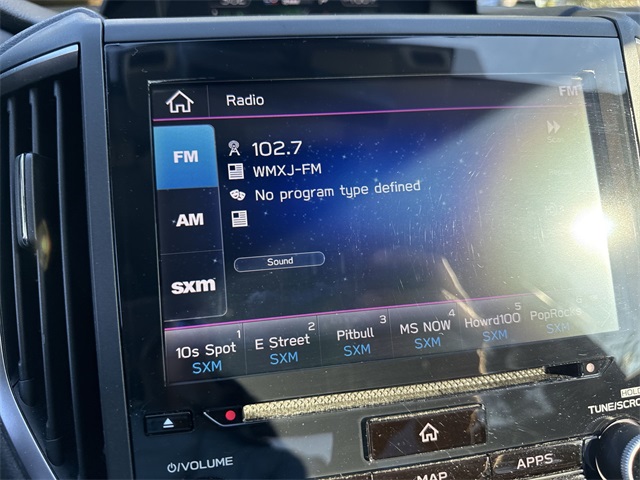 Radio
FM
FM
102.7
WMXJ-FM
No program type defined
AM
sxm
Sound
10s Spot 1
SXM
E Street 2
SXM
Pitbull 3
SXM
MS NOW 4
SXM
Howrd100 5
SXM
PopRocks 6
SXM
TUNE/SCRO
VOLUME
MAP
APPS